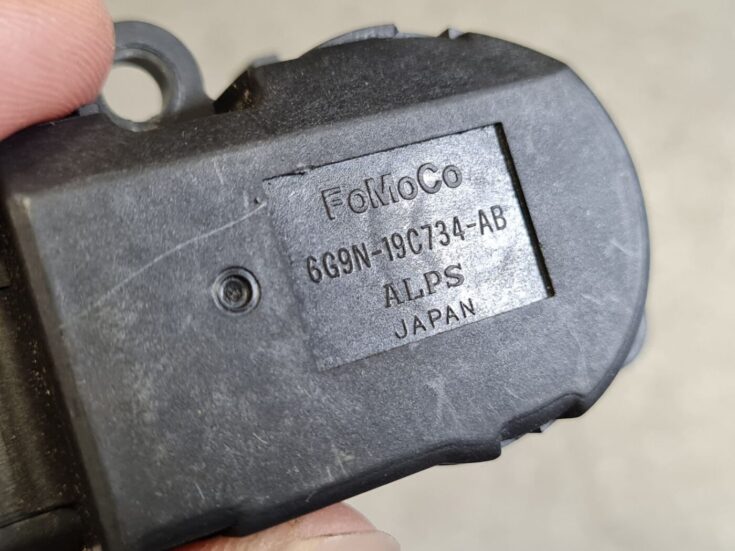 FoMoCo
6G9N-19C734-AB
ALPS
JAPAN